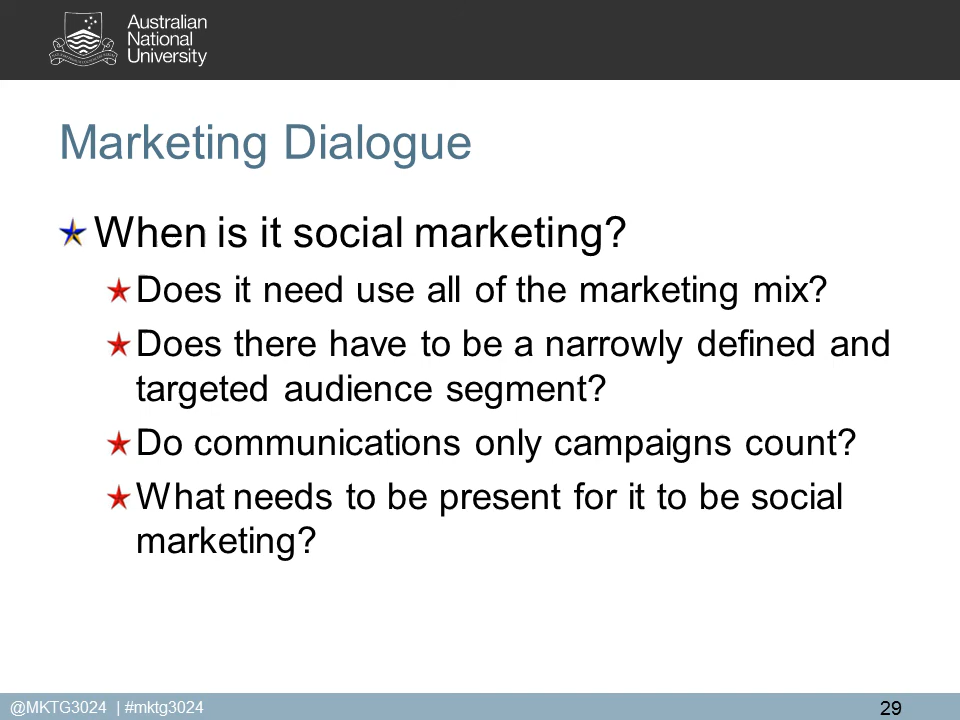 Australian
National
University
Marketing Dialogue
When is it social marketing?
Does it need use all of the marketing mix?
Does there have to be a narrowly defined and
targeted audience segment?
Do communications only campaigns count?
What needs to be present for it to be social
marketing?
@MKTG3024 | #mktg3024
29